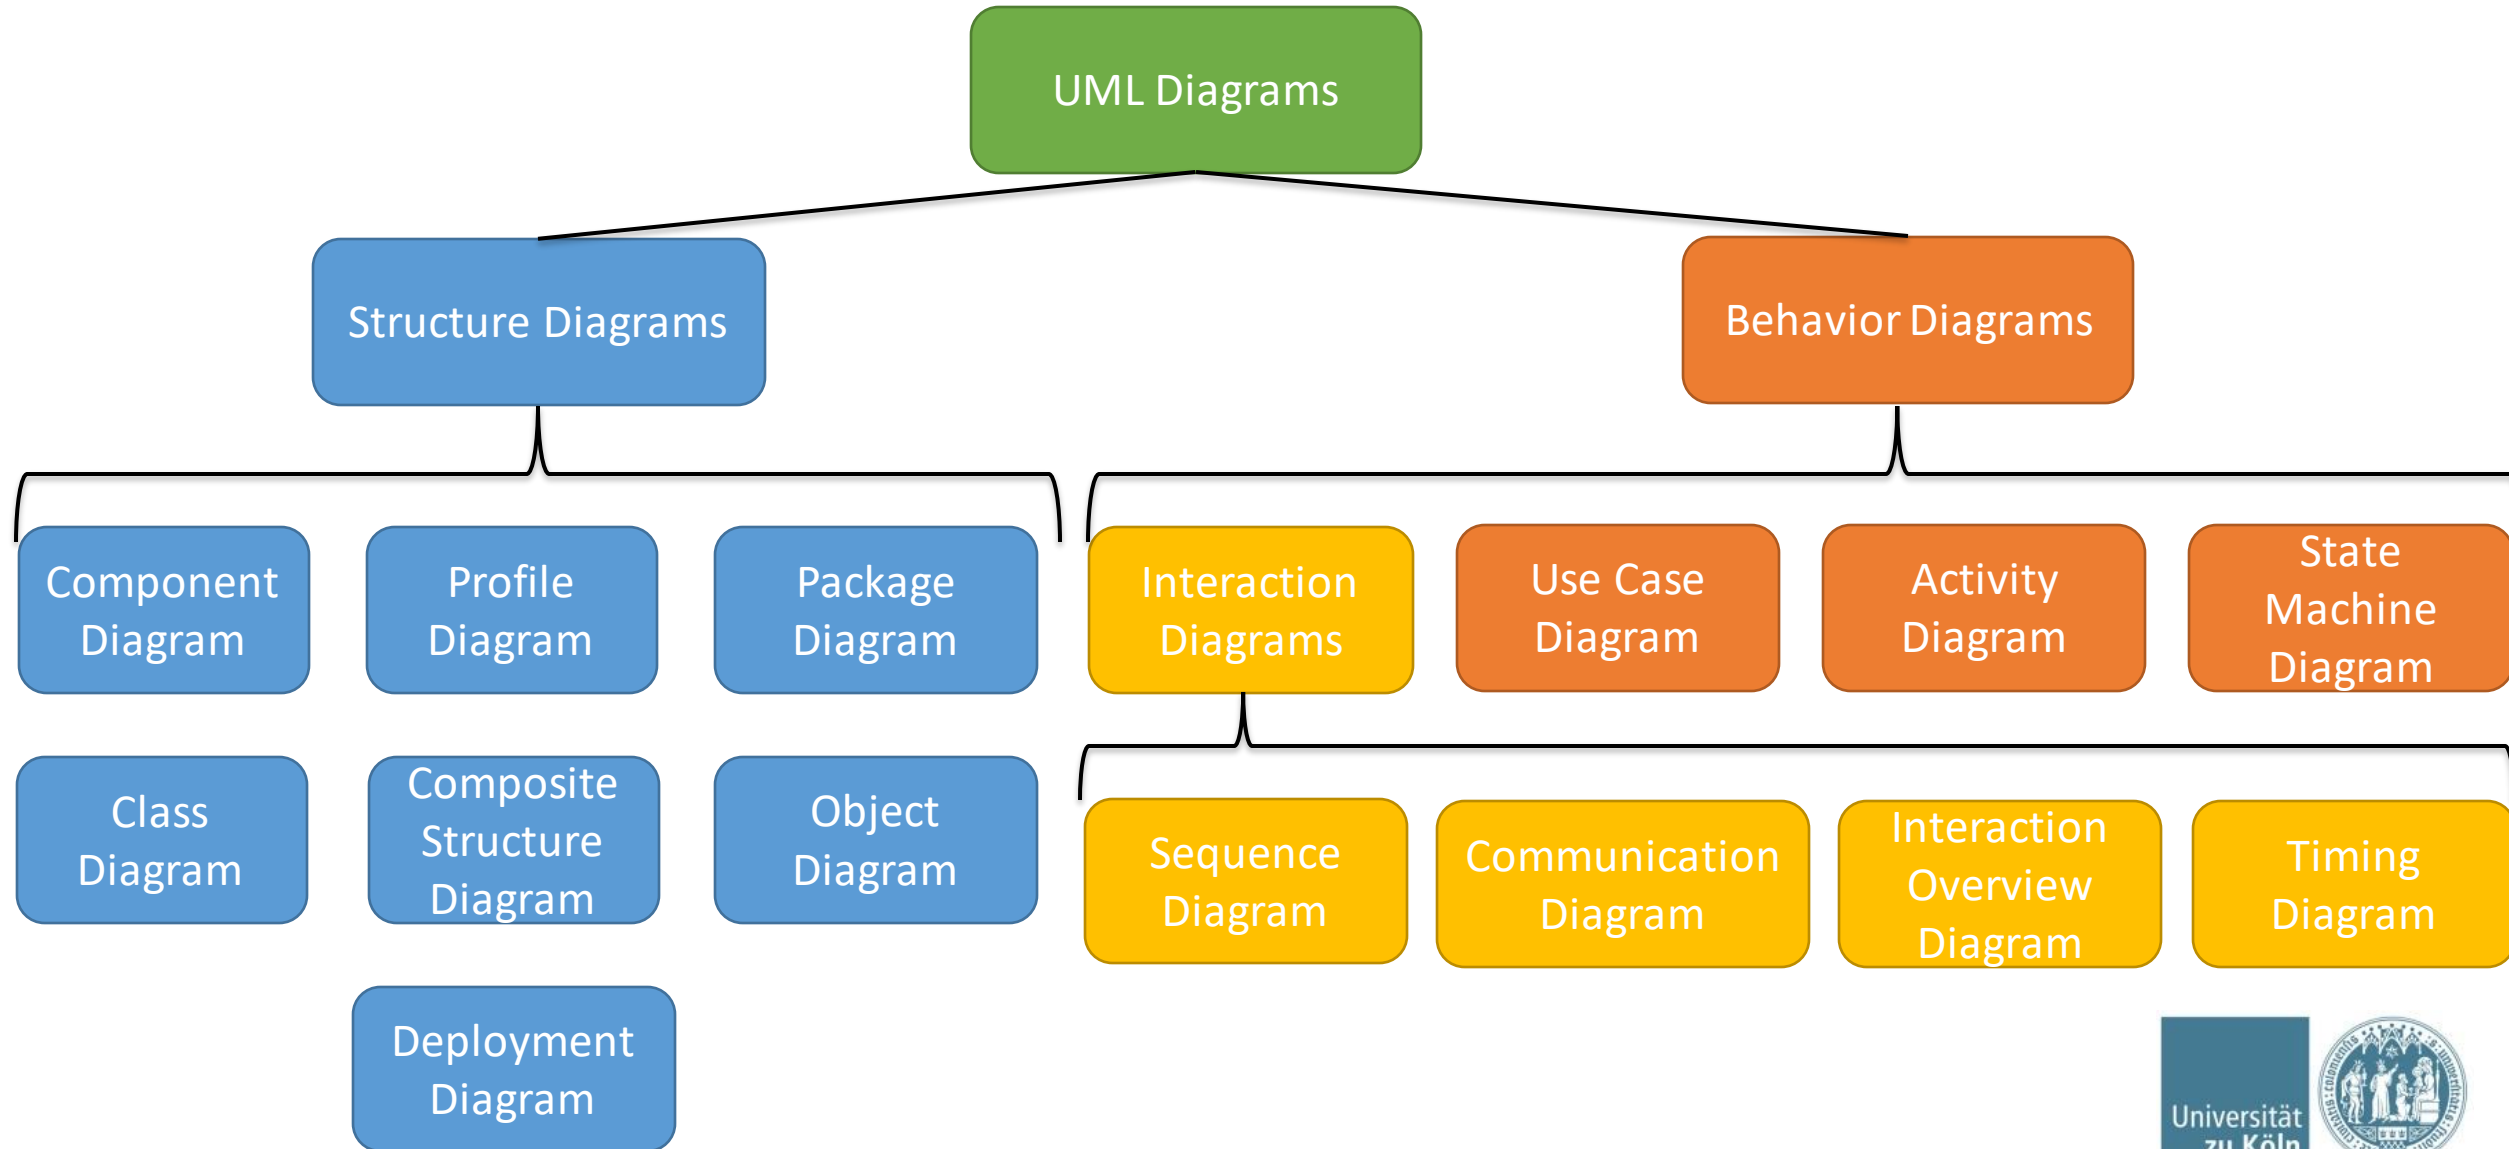 UML Diagrams
Structure Diagrams
Behavior Diagrams
Component
Diagram
Profile
Diagram
Package
Diagram
Interaction
Diagrams
Use Case
Diagram
Activity
Diagram
State
Machine
Diagram
Class
Diagram
Composite
Structure
Diagram
Object
Diagram
Sequence
Diagram
Communication
Diagram
Interaction
Overview
Diagram
Timing
Diagram
Deployment
Diagram
Universität
zu Köln